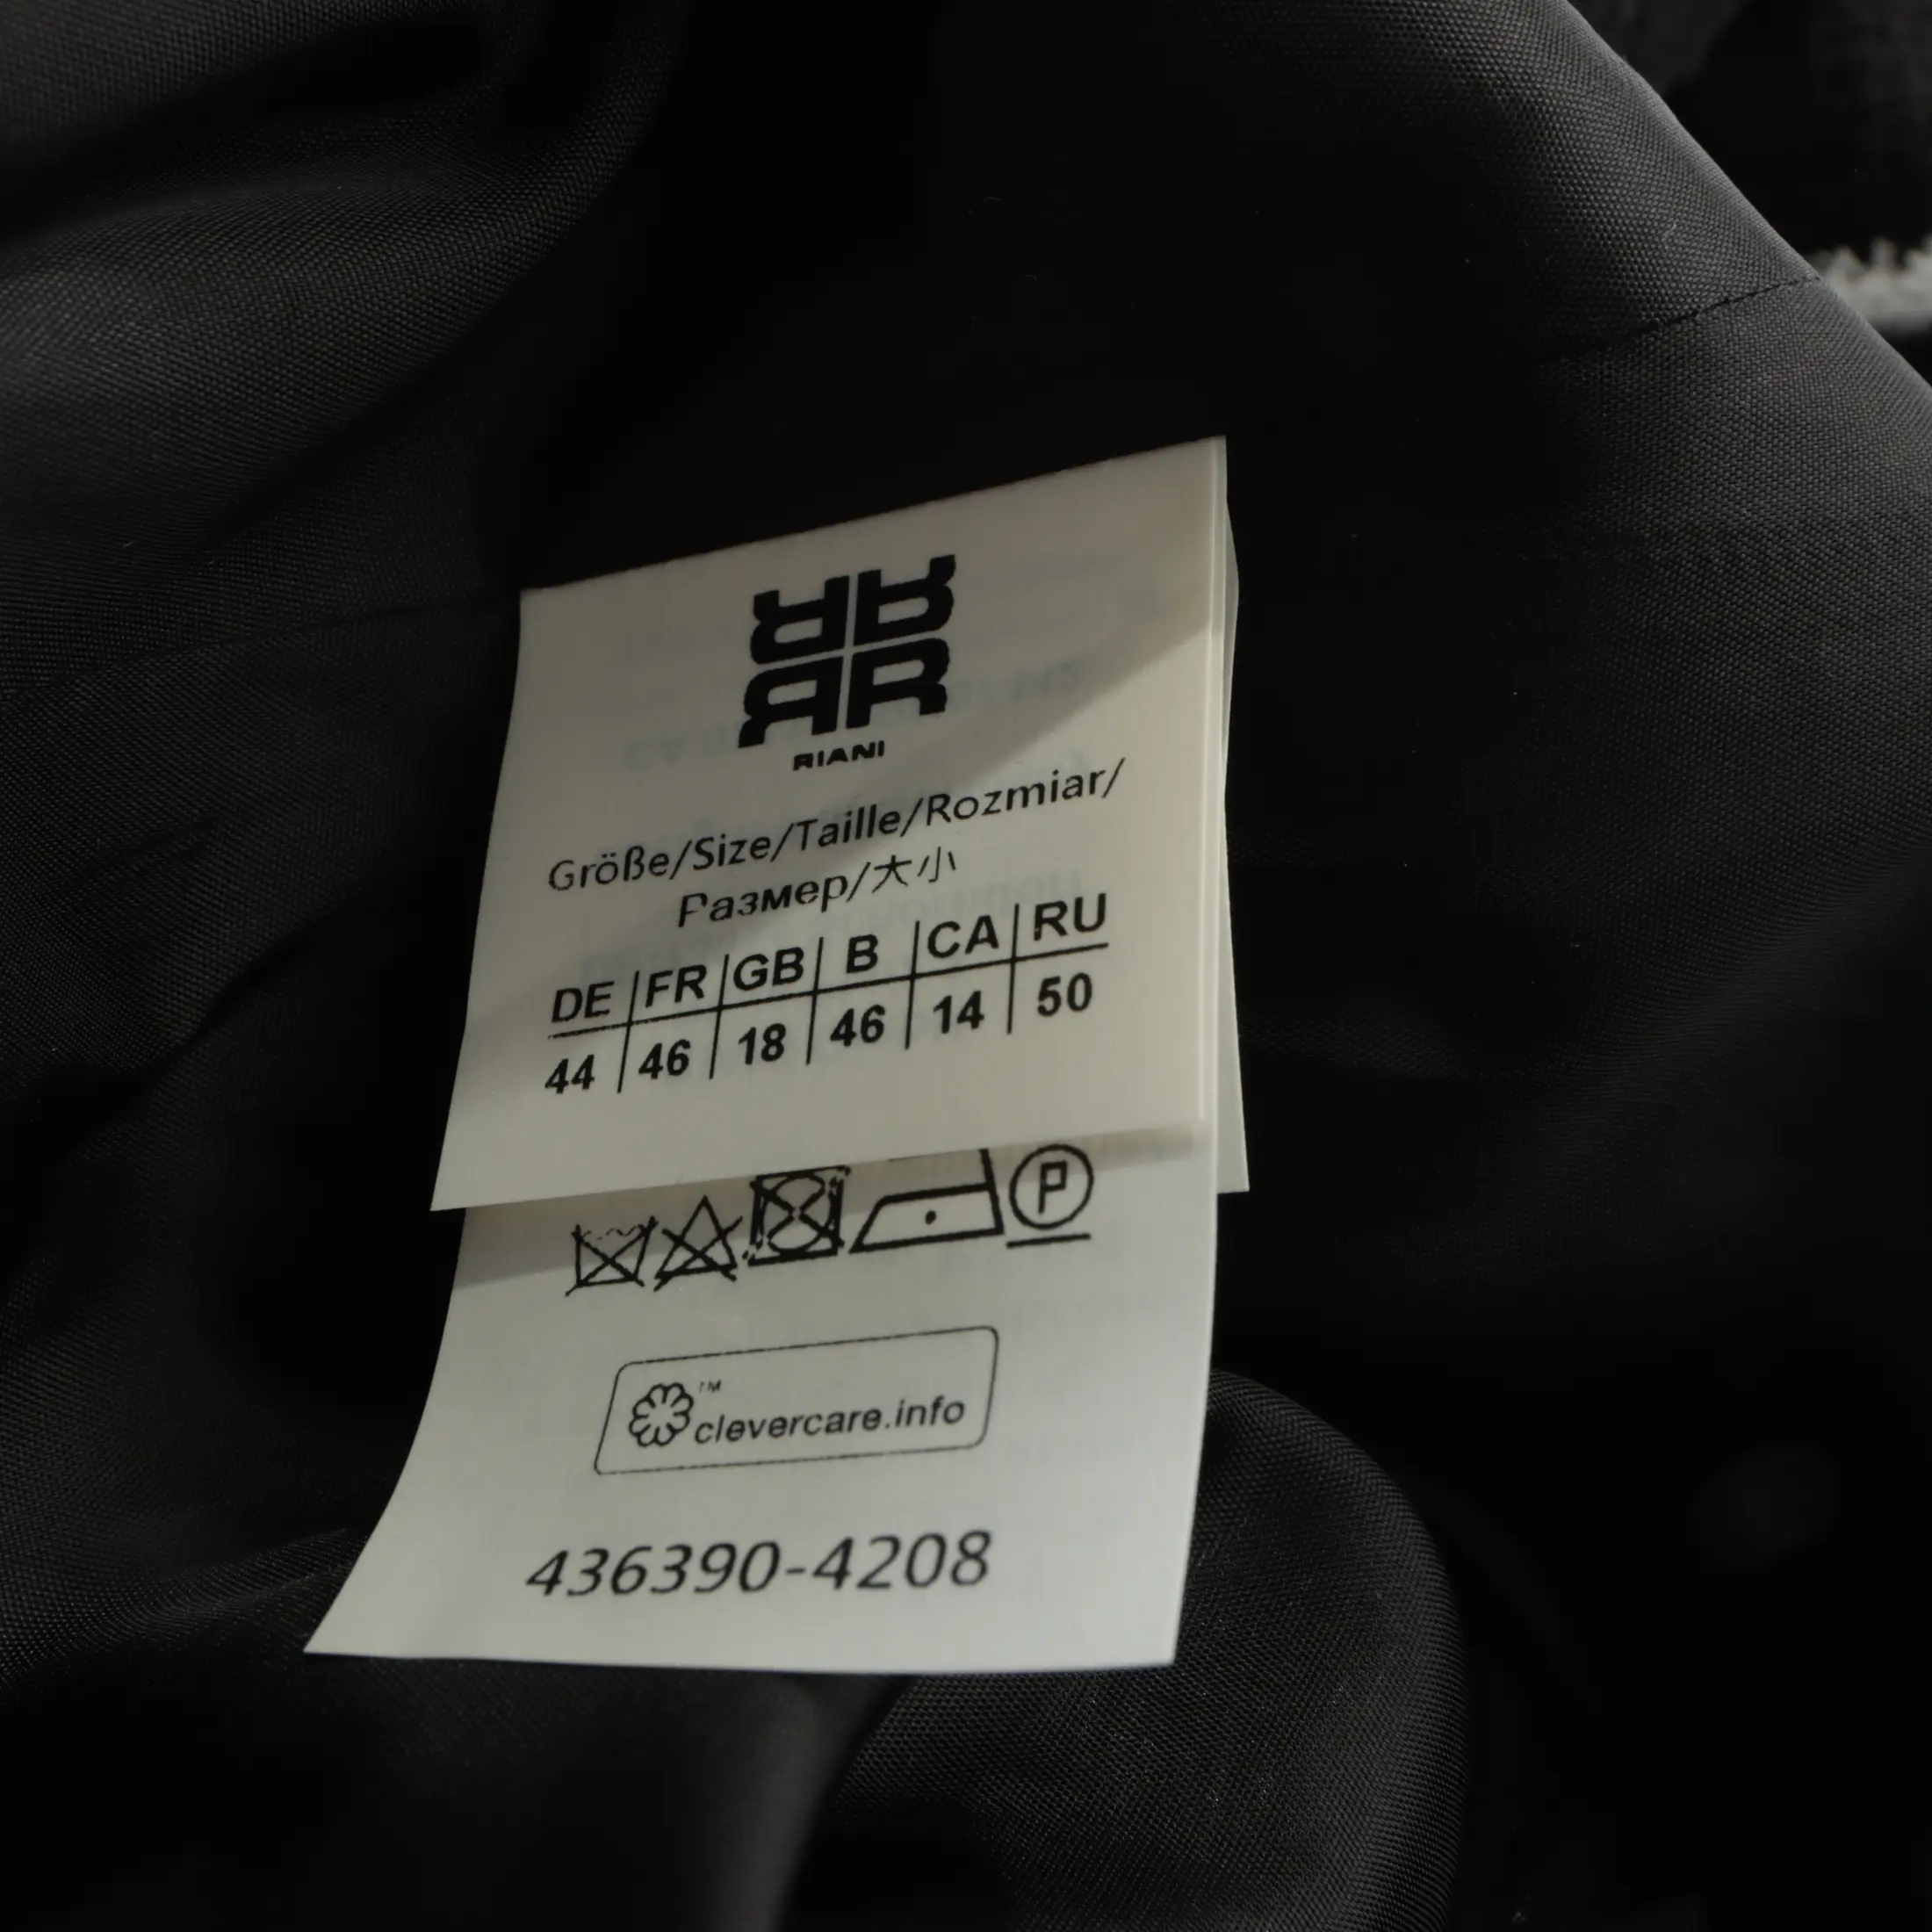 RIANI
Größe/Size/Taille/Rozmiar/
Размер/大小
DE FR GB B CA RU
44 46 18 46 14 50
P
clevercare.info
436390-4208